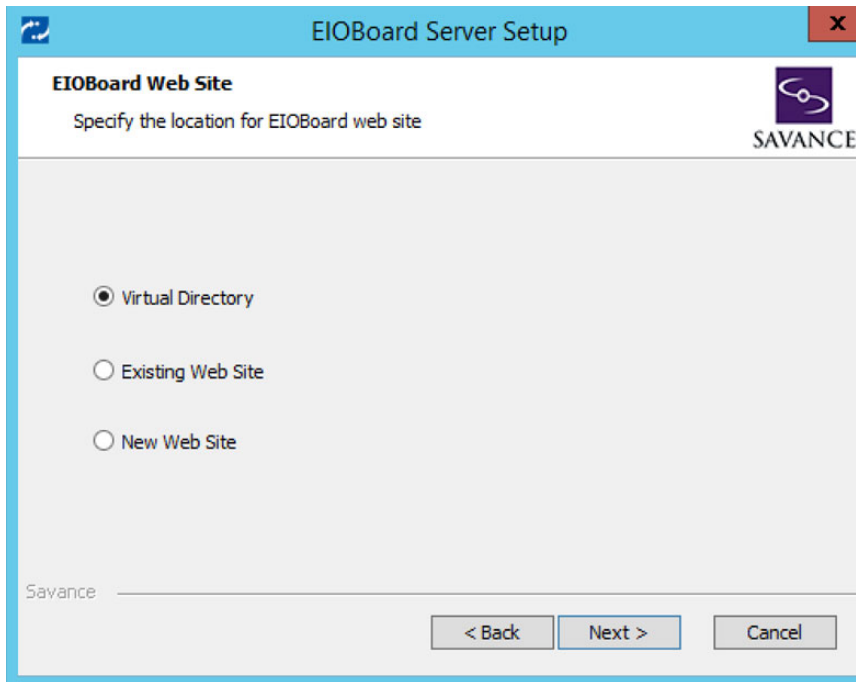 EIOBoard Server Setup
x
EIOBoard Web Site
Specify the location for EIOBoard web site
SAVANCE
Virtual Directory
Existing Web Site
New Web Site
Savance
< Back
Next >
Cancel